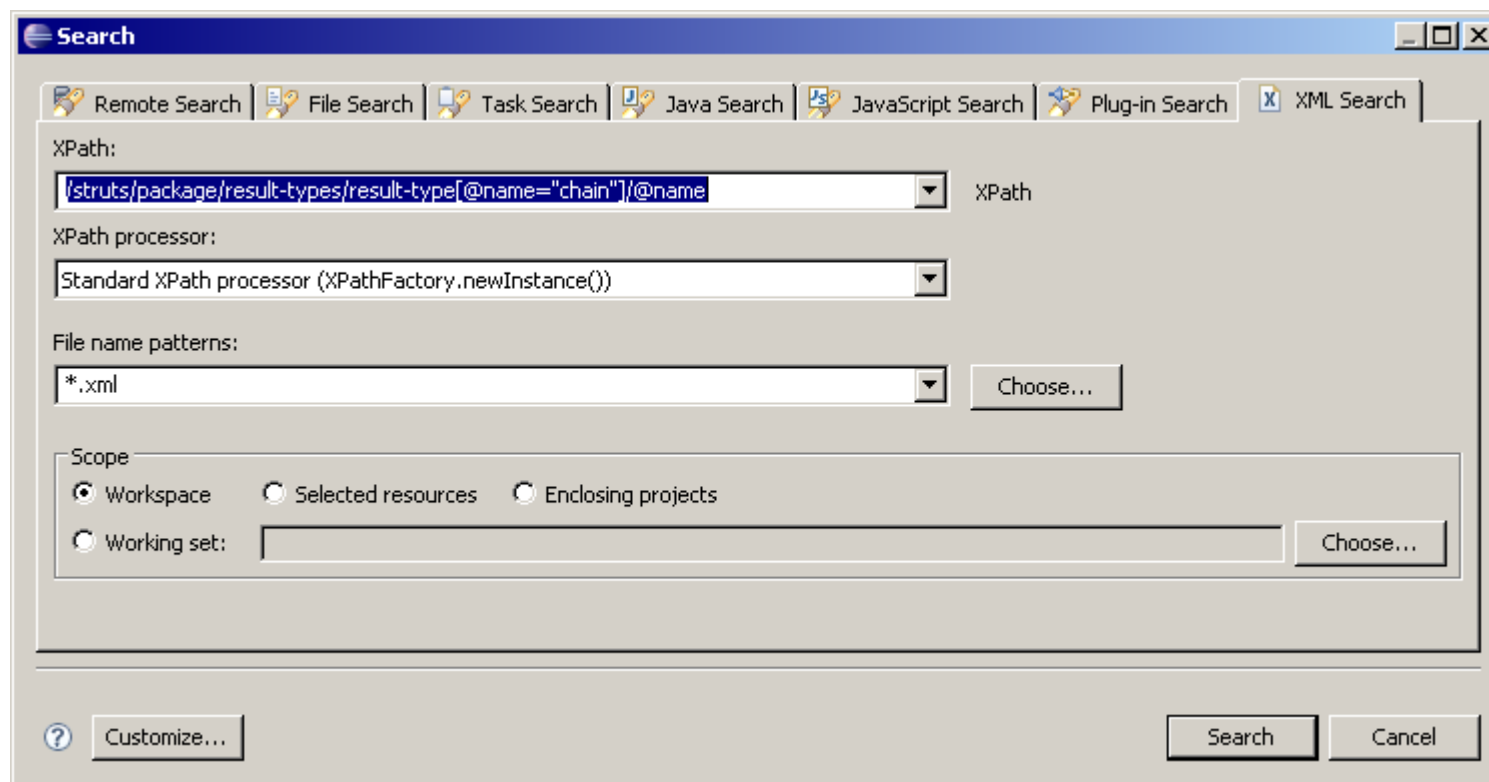 Search
Remote Search File Search Task Search Java Search JavaScript Search Plug-in Search XML Search
XPath:
/struts/package/result-types/result-type[@name="chain"]/@name XPath
XPath processor:
Standard XPath processor (XPathFactory.newInstance())
File name patterns:
*.xml Choose...
Scope
Workspace Selected resources Enclosing projects
Working set: Choose...
Customize... Search Cancel